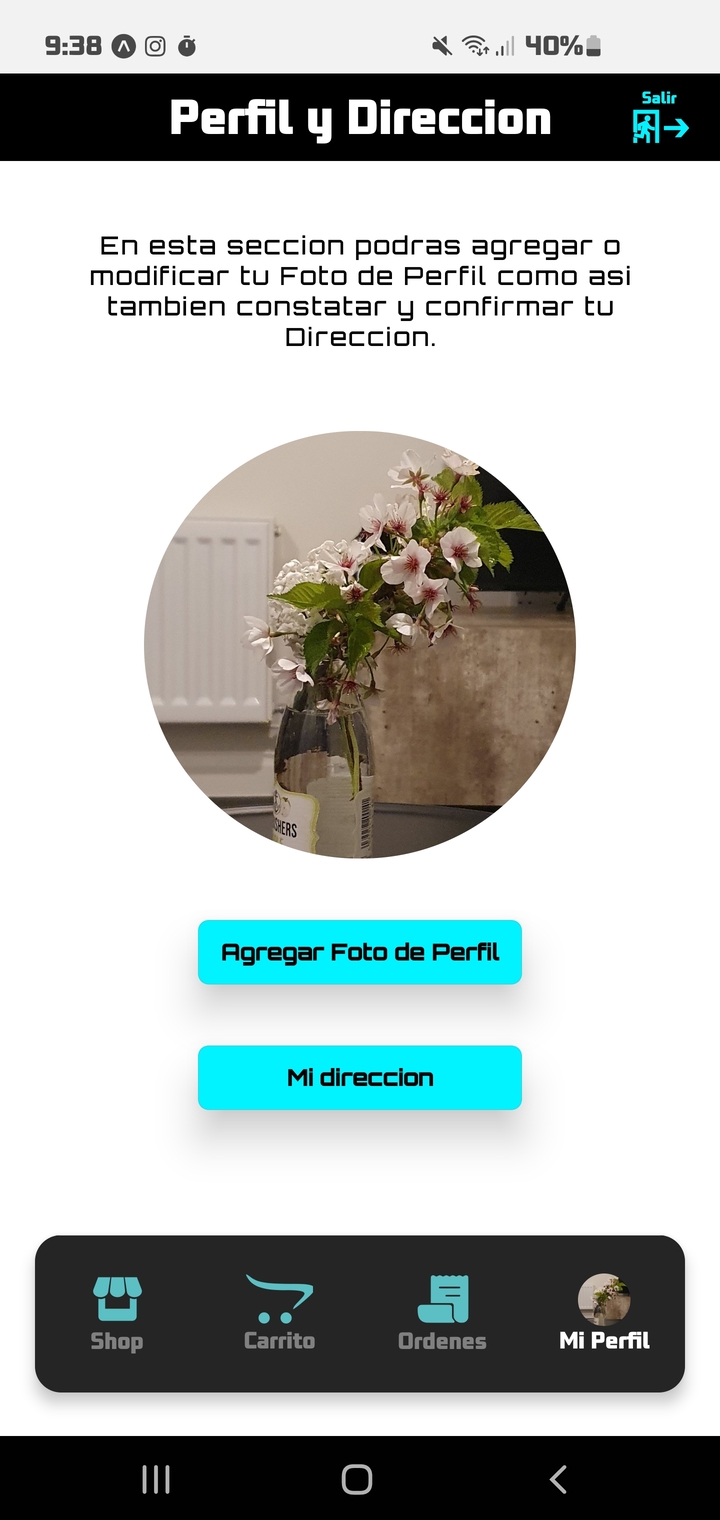 9:38
40%
Perfil y Direccion
Salir
En esta seccion podras agregar o
modificar tu Foto de Perfil como asi
tambien constatar y confirmar tu
Direccion.
Agregar Foto de Perfil
Mi direccion
Shop
Carrito
Ordenes
Mi Perfil